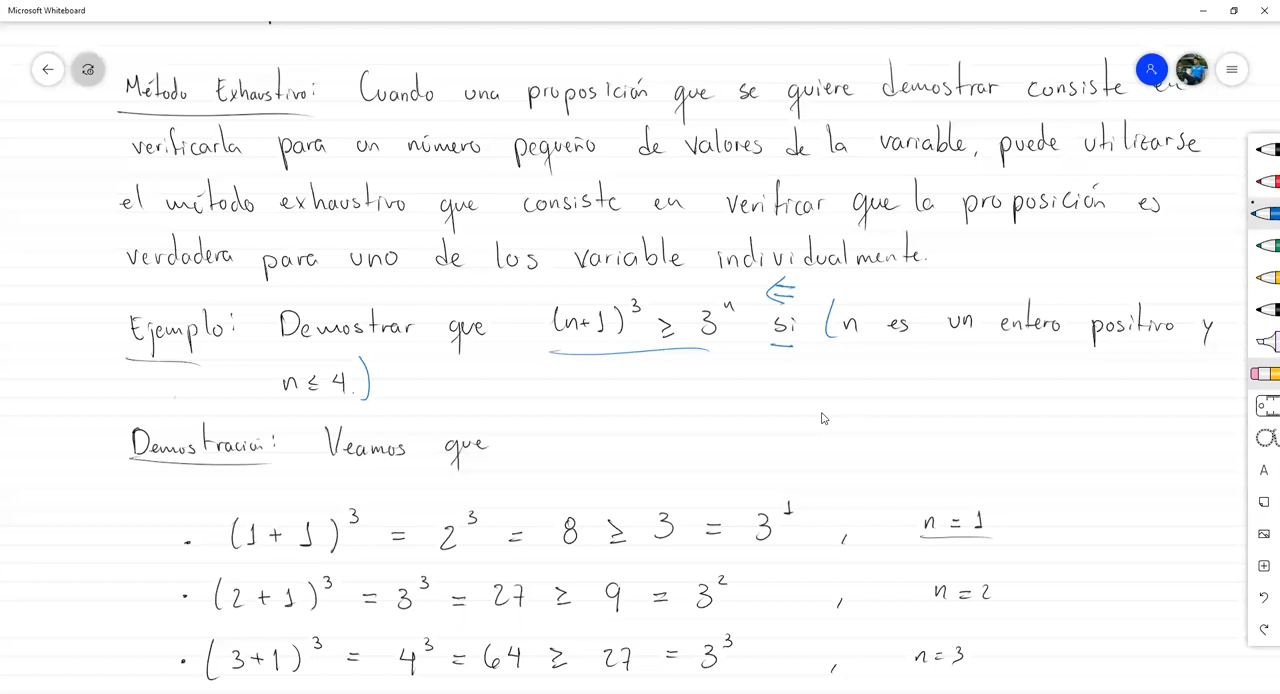 Microsoft Whiteboard
Método Exhaustivo: Cuando una proposición que se quiere demostrar consiste en
verificarla para un número pequeño de valores de la variable, puede utilizarse
el método exhaustivo que consiste en verificar que la proposición es
verdadera para uno de los variable individualmente.
Ejemplo: Demostrar que (n+1)³ ≥ 3ⁿ si (n es un entero positivo y
n ≤ 4.)
Demostración: Veamos que
· (1+1)³ = 2³ = 8 ≥ 3 = 3¹ , n = 1
· (2+1)³ = 3³ = 27 ≥ 9 = 3² , n = 2
· (3+1)³ = 4³ = 64 ≥ 27 = 3³ , n = 3